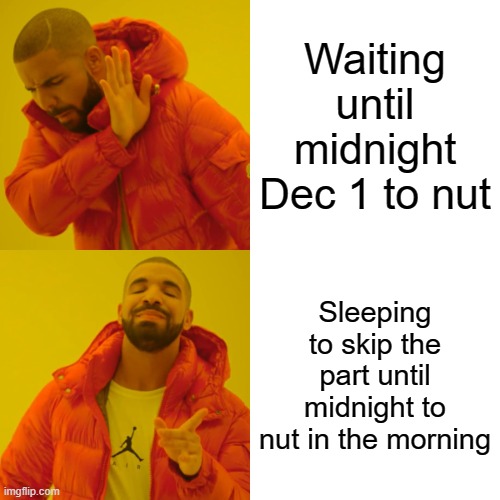 Waiting
until
midnight
Dec 1 to nut
Sleeping
to skip the
part until
midnight to
nut in the morning
AIR
imgflip.com